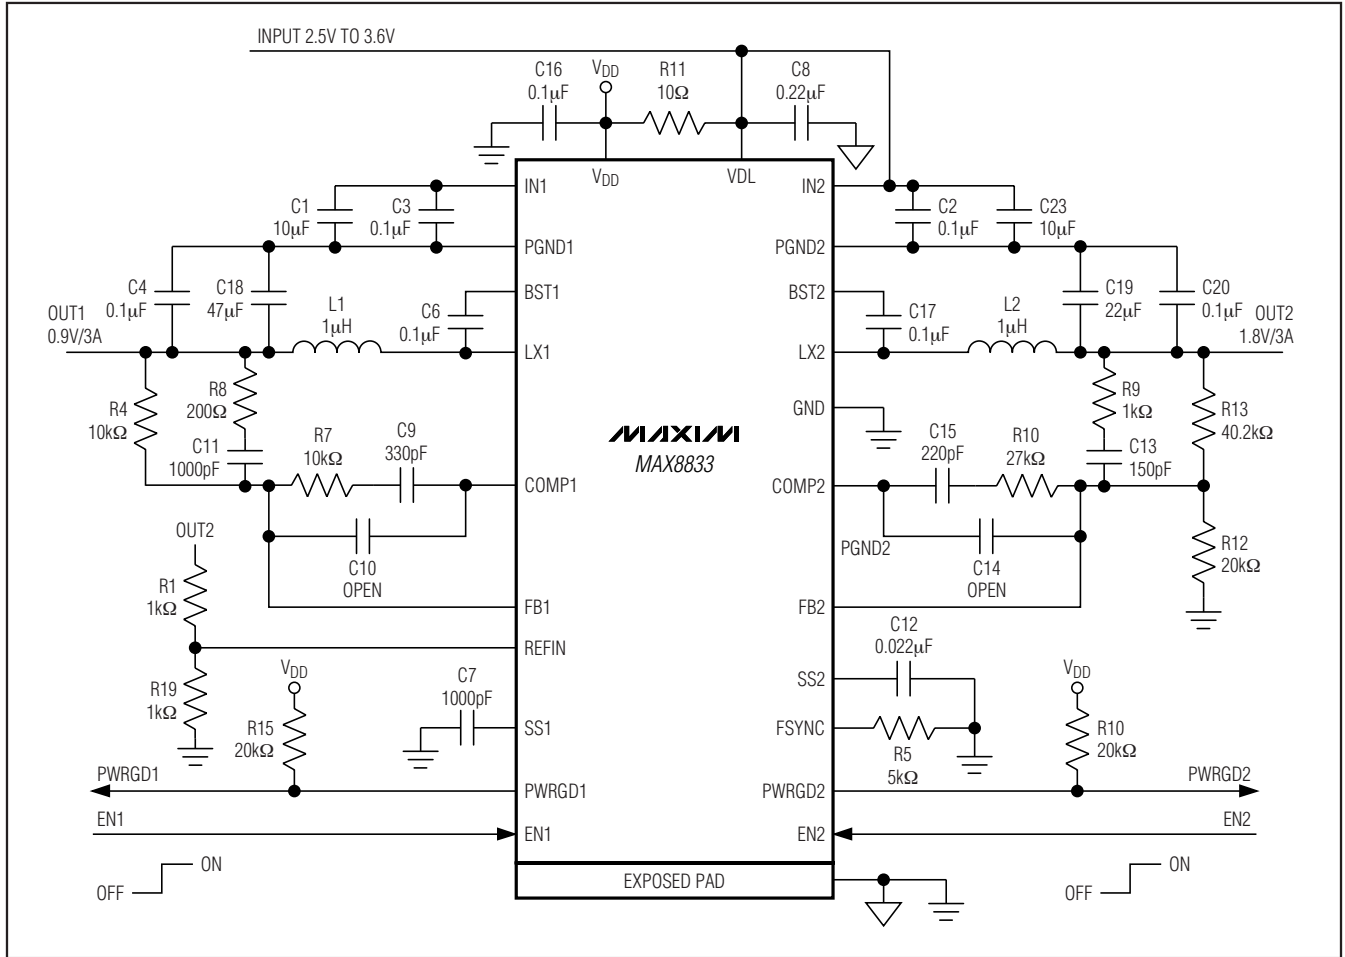 INPUT 2.5V TO 3.6V
C16
0.1µF
VDD
R11
10Ω
C8
0.22µF
VDD
VDL
IN1
IN2
C1
10µF
C3
0.1µF
C2
0.1µF
C23
10µF
PGND1
PGND2
C4
0.1µF
C18
47µF
BST1
BST2
C19
22µF
C20
0.1µF
OUT1
0.9V/3A
L1
1µH
C6
0.1µF
C17
0.1µF
L2
1µH
OUT2
1.8V/3A
LX1
LX2
R4
10kΩ
R8
200Ω
GND
R9
1kΩ
R13
40.2kΩ
C11
1000pF
R7
10kΩ
C9
330pF
MAXIM
MAX8833
C15
220pF
R10
27kΩ
C13
150pF
COMP1
COMP2
OUT2
C10
OPEN
PGND2
C14
OPEN
R12
20kΩ
R1
1kΩ
FB1
FB2
REFIN
C12
0.022µF
R19
1kΩ
VDD
R15
20kΩ
C7
1000pF
SS1
SS2
FSYNC
R5
5kΩ
VDD
R10
20kΩ
PWRGD1
PWRGD1
PWRGD2
PWRGD2
EN1
EN1
EN2
EN2
OFF
ON
EXPOSED PAD
OFF
ON